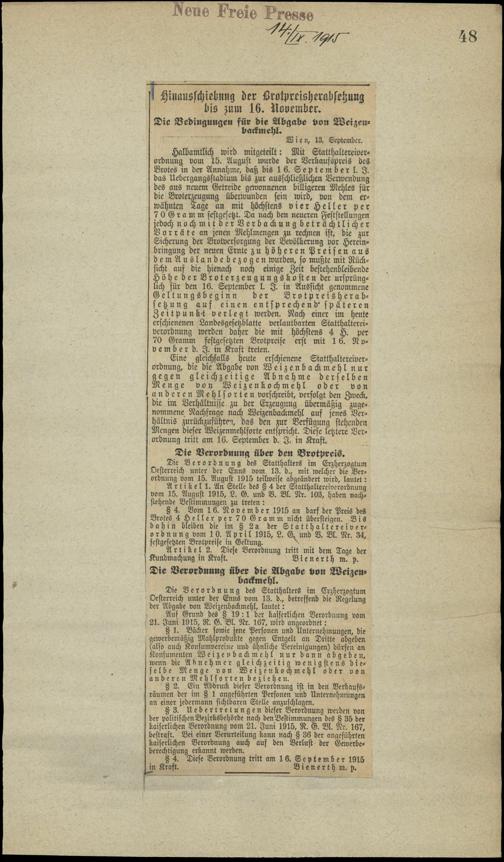 Neue Freie Presse
14./IX. 1915
48
Hinausschiebung der Brotpreisherabsetzung
bis zum 16. November.
Die Bedingungen für die Abgabe von Weizen-
backmehl.
Wien, 13. September.
Halbamtlich wird mitgeteilt: Mit Statthalterever-
ordnung vom 15. August wurde der Verkaufspreis des
Brotes in der Annahme, daß bis 16. September l. J.
das Uebergangsstadium bis zur ausschließlichen Verwendung
des aus neuem Getreide gewonnenen billigeren Mehles für
die Broterzeugung überwunden sein wird, von dem er-
wähnten Tage an mit höchstens vier Heller per
70 Gramm festgesetzt. Da nach den neueren Feststellungen
jedoch noch mit der Verbackung beträchtlicher
Vorräte an jenen Mehlmengen zu rechnen ist, die zur
Sicherung der Brotversorgung der Bevölkerung vor Herein-
bringung der neuen Ernte zu höheren Preisen aus
dem Auslande bezogen wurden, so mußte mit Rück-
sicht auf die hienach noch einige Zeit bestehenbleibende
Höhe der Broterzeugungskosten der ursprüng-
lich für den 16. September l. J. in Aussicht genommene
Geltungsbeginn der Brotpreisherab-
setzung auf einen entsprechend späteren
Zeitpunkt verlegt werden. Nach einer im heute
erschienenen Landesgesetzblatte verlautbarten Statthalterei-
verordnung werden daher die mit höchstens 4 H. per
70 Gramm festgesetzten Brotpreise erst mit 16. No-
vember d. J. in Kraft treten.
Eine gleichfalls heute erschienene Statthaltereiver-
ordnung, die die Abgabe von Weizenbackmehl nur
gegen gleichzeitige Abnahme derselben
Menge von Weizenkochmehl oder von
anderen Mehlsorten vorschreibt, verfolgt den Zweck,
die im Verhältnisse zu der Erzeugung übermäßig zuge-
nommene Nachfrage nach Weizenbackmehl auf jenes Ver-
hältnis zurückzuführen, das den zur Verfügung stehenden
Mengen dieser Weizenmehlsorte entspricht. Diese letztere Ver-
ordnung tritt am 16. September d. J. in Kraft.
Die Verordnung über den Brotpreis.
Die Verordnung des Statthalters im Erzherzogtum
Oesterreich unter der Enns vom 13. d., mit welcher die Ver-
ordnung vom 15. August 1915 teilweise abgeändert wird, lautet:
Artikel 1. An Stelle des § 4 der Statthaltereiverordnung
vom 15. August 1915, L. G. und V. Bl. Nr. 103, haben nach-
stehende Bestimmungen zu treten:
§ 4. Vom 16. November 1915 an darf der Preis des
Brotes 4 Heller per 70 Gramm nicht übersteigen. Bis
dahin bleiben die im § 2a der Statthaltereiver-
ordnung vom 10. April 1915, L. G. und V. Bl. Nr. 34,
festgesetzten Brotpreise in Geltung.
Artikel 2. Diese Verordnung tritt mit dem Tage der
Kundmachung in Kraft. Bienerth m. p.
Die Verordnung über die Abgabe von Weizen-
backmehl.
Die Verordnung des Statthalters im Erzherzogtum
Oesterreich unter der Enns vom 13. d., betreffend die Regelung
der Abgabe von Weizenbackmehl, lautet:
Auf Grund des § 19:1 der kaiserlichen Verordnung vom
21. Juni 1915, R. G. Bl. Nr. 167, wird angeordnet:
§ 1. Bäcker sowie jene Personen und Unternehmungen, die
gewerbemäßig Mahlprodukte gegen Entgelt an Dritte abgeben
(also auch Konsumvereine und ähnliche Vereinigungen) dürfen an
Konsumenten Weizenbackmehl nur dann abgeben,
wenn die Abnehmer gleichzeitig wenigstens die-
selbe Menge von Weizenkochmehl oder von
anderen Mehlsorten beziehen.
§ 2. Ein Abdruck dieser Verordnung ist in den Verkaufs-
räumen der im § 1 angeführten Personen und Unternehmungen
an einer jedermann sichtbaren Stelle anzuschlagen.
§ 3. Uebertretungen dieser Verordnung werden von
der politischen Bezirksbehörde nach den Bestimmungen des § 35 der
kaiserlichen Verordnung vom 21. Juni 1915, R. G. Bl. Nr. 167,
bestraft. Bei einer Verurteilung kann nach § 36 der angeführten
kaiserlichen Verordnung auch auf den Verlust der Gewerbe-
berechtigung erkannt werden.
§ 4. Diese Verordnung tritt am 16. September 1915
in Kraft. Bienerth m. p.